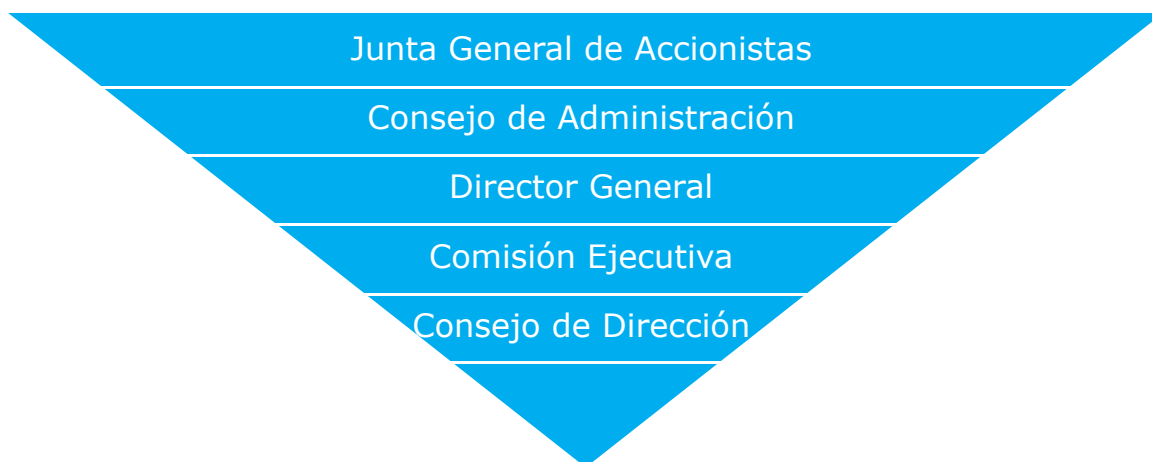 Junta General de Accionistas
Consejo de Administración
Director General
Comisión Ejecutiva
Consejo de Dirección